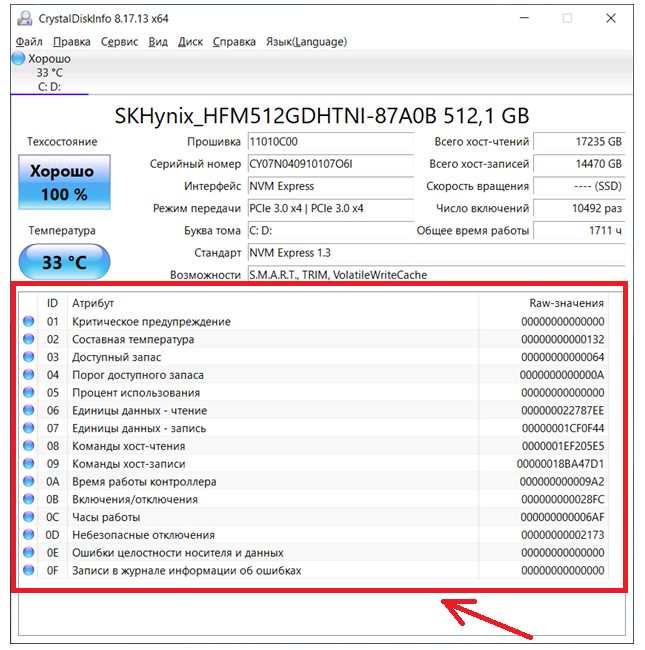 CrystalDiskInfo 8.17.13 x64
Файл Правка Сервис Вид Диск Справка Язык(Language)
Хорошо
33 °C
C: D:
SKHynix_HFM512GDHTNI-87A0B 512,1 GB
Техсостояние
Хорошо
100 %
Температура
33 °C
Прошивка 11010C00
Серийный номер CY07N040910107O6I
Интерфейс NVM Express
Режим передачи PCIe 3.0 x4 | PCIe 3.0 x4
Буква тома C: D:
Стандарт NVM Express 1.3
Возможности S.M.A.R.T., TRIM, VolatileWriteCache
Всего хост-чтений 17235 GB
Всего хост-записей 14470 GB
Скорость вращения ---- (SSD)
Число включений 10492 раз
Общее время работы 1711 ч
ID Атрибут Raw-значения
01 Критическое предупреждение 00000000000000
02 Составная температура 00000000000132
03 Доступный запас 00000000000064
04 Порог доступного запаса 0000000000000A
05 Процент использования 00000000000000
06 Единицы данных - чтение 000000022787EE
07 Единицы данных - запись 00000001CF0F44
08 Команды хост-чтения 0000001EF205E5
09 Команды хост-записи 00000018BA47D1
0A Время работы контроллера 000000000009A2
0B Включения/отключения 000000000028FC
0C Часы работы 000000000006AF
0D Небезопасные отключения 00000000002173
0E Ошибки целостности носителя и данных 00000000000000
0F Записи в журнале информации об ошибках 00000000000000